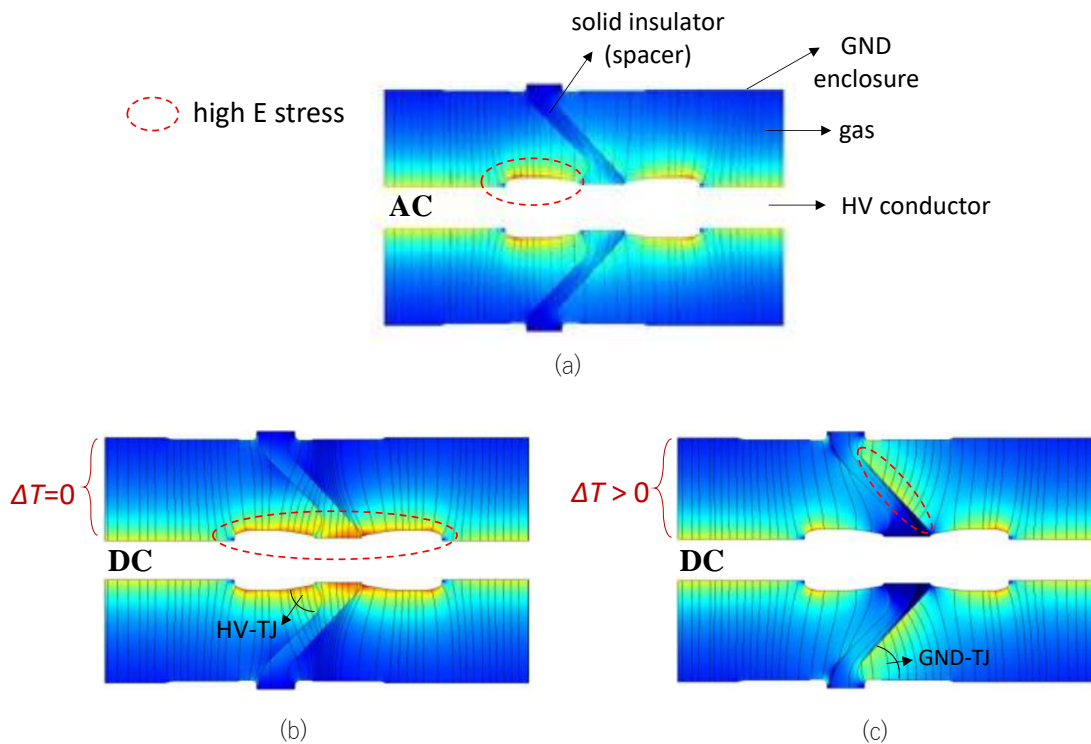 solid insulator
(spacer)
GND
enclosure
high E stress
gas
AC
HV conductor
(a)
ΔT=0
ΔT > 0
DC
DC
HV-TJ
GND-TJ
(b)
(c)